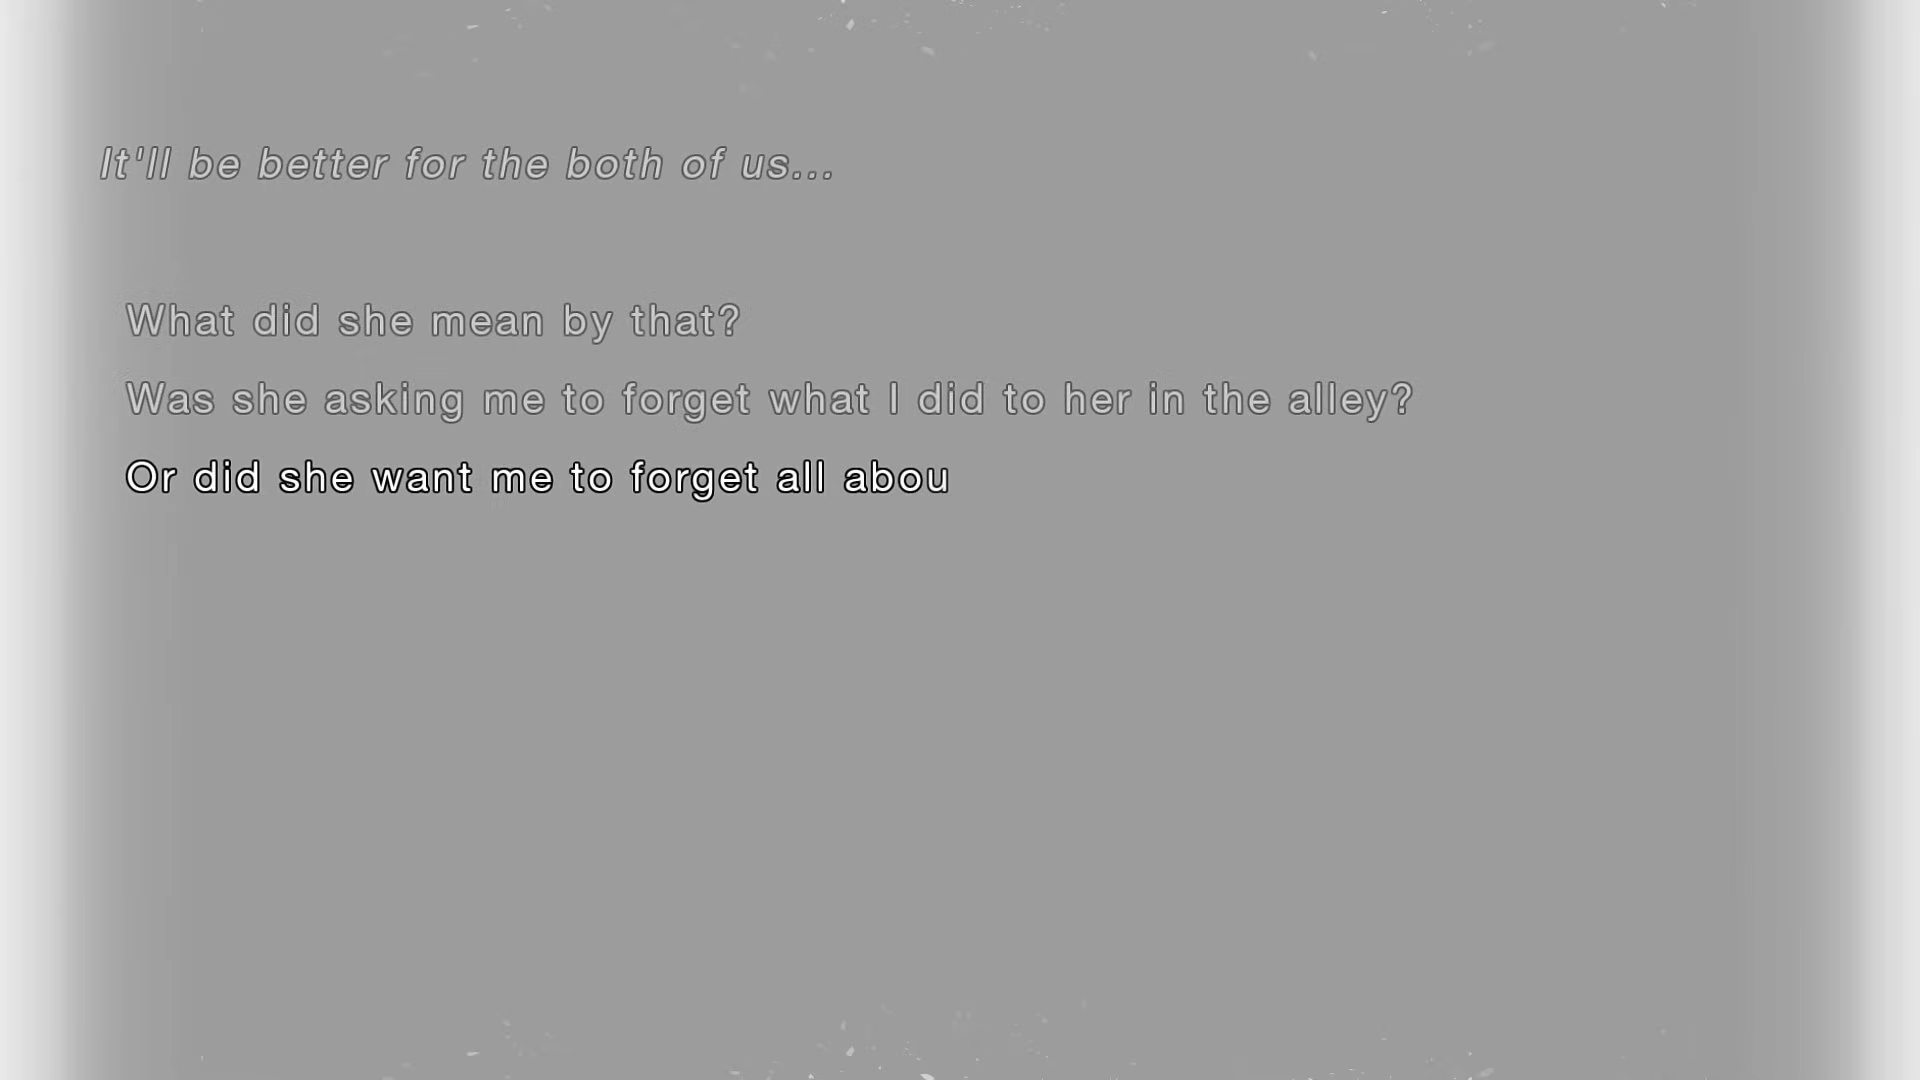 It'll be better for the both of us...
What did she mean by that?
Was she asking me to forget what I did to her in the alley?
Or did she want me to forget all abou